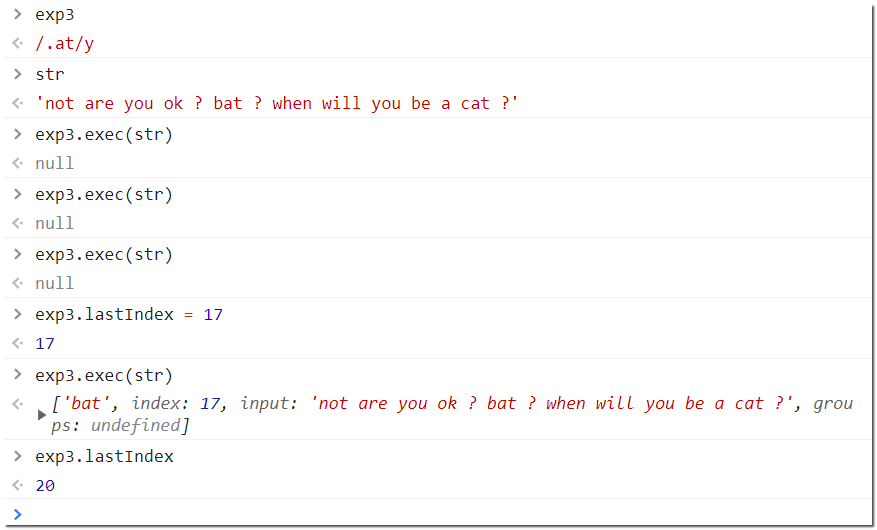 exp3
/.at/y
str
'not are you ok ? bat ? when will you be a cat ?'
exp3.exec(str)
null
exp3.exec(str)
null
exp3.exec(str)
null
exp3.lastIndex = 17
17
exp3.exec(str)
['bat', index: 17, input: 'not are you ok ? bat ? when will you be a cat ?', grou
ps: undefined]
exp3.lastIndex
20